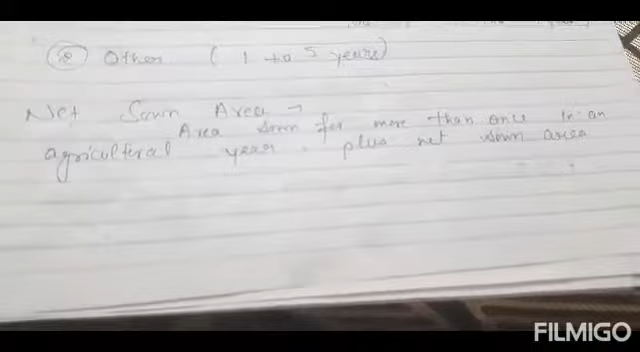 Other ( 1 to 5 years)
Net Sown Area →
Area sown for more than once in an
agricultural year. plus net sown area
FILMIGO